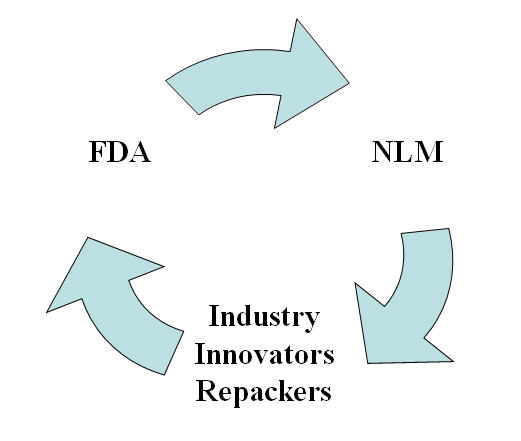 FDA
NLM
Industry
Innovators
Repackers